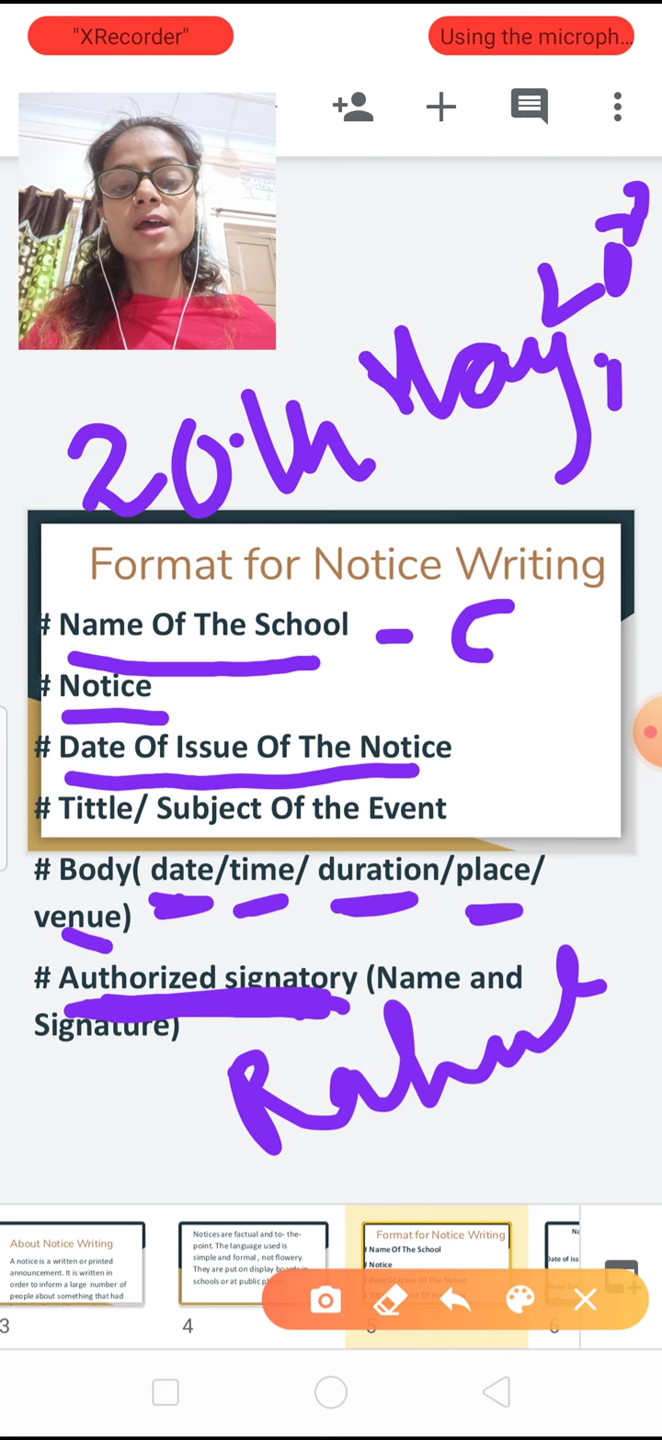 "XRecorder"
Using the microph...
20th May, 202
Format for Notice Writing
# Name Of The School - C
# Notice
# Date Of Issue Of The Notice
# Tittle/ Subject Of the Event
# Body( date/time/ duration/place/
venue)
# Authorized signatory (Name and
Signature)
Rahul
About Notice Writing
A notice is a written or printed
announcement. It is written in
order to inform a large number of
people about something that had
3
Notices are factual and to- the-
point. The language used is
simple and formal , not flowery.
They are put on display boards in
schools or at public
4
Format for Notice Writing
# Name Of The School
# Notice
5
Date of Iss
6